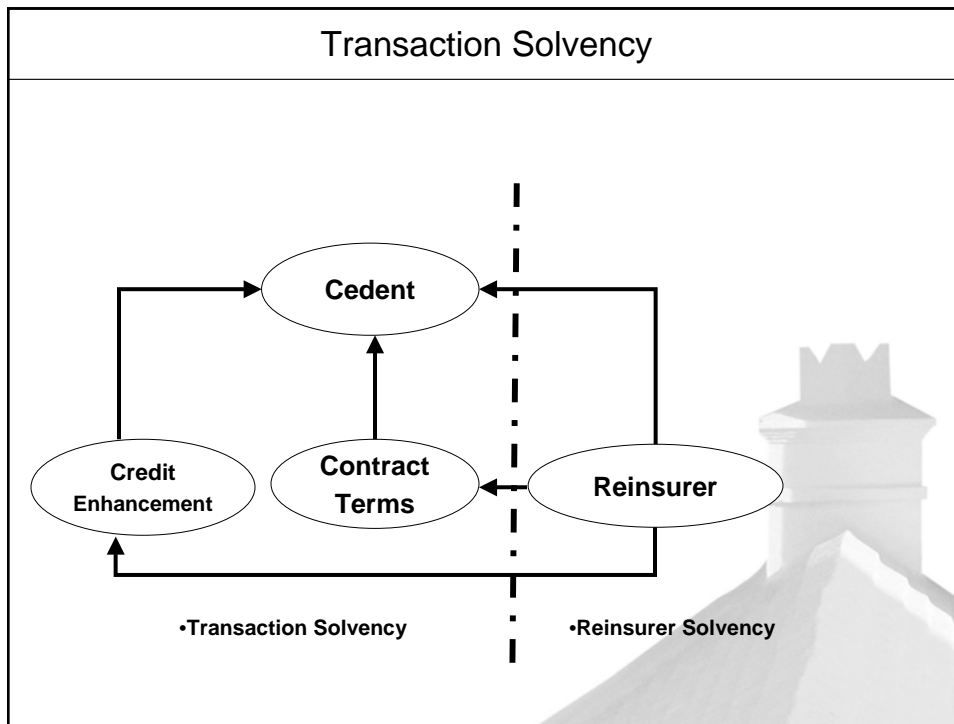 Transaction Solvency
Cedent
Credit
Enhancement
Contract
Terms
Reinsurer
•Transaction Solvency
•Reinsurer Solvency